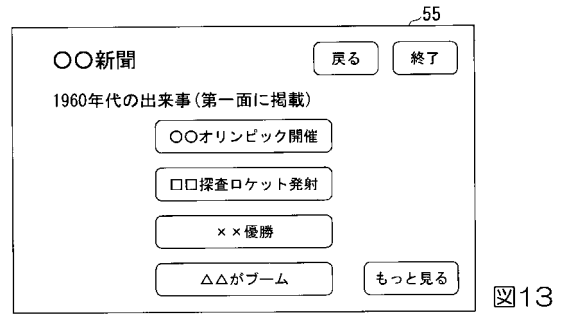 55
〇〇新聞
戻る
終了
1960年代の出来事(第一面に掲載)
〇〇オリンピック開催
□□探査ロケット発射
××優勝
△△がブーム
もっと見る
図13